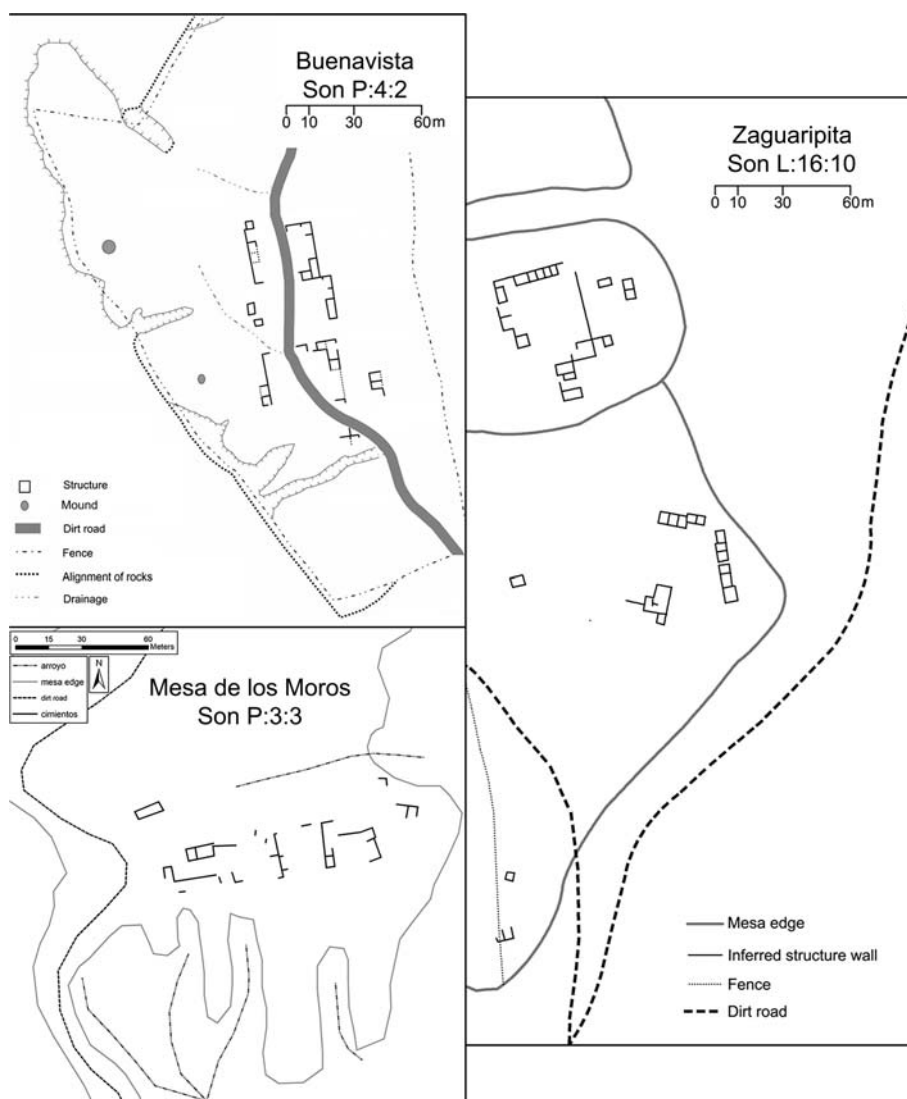 Buenavista
Son P:4:2
0 10 30 60 m
Structure
Mound
Dirt road
Fence
Alignment of rocks
Drainage
0 15 30 60
Meters
arroyo
mesa edge
dirt road
cimientos
N
Mesa de los Moros
Son P:3:3
Zaguaripita
Son L:16:10
0 10 30 60 m
Mesa edge
Inferred structure wall
Fence
Dirt road